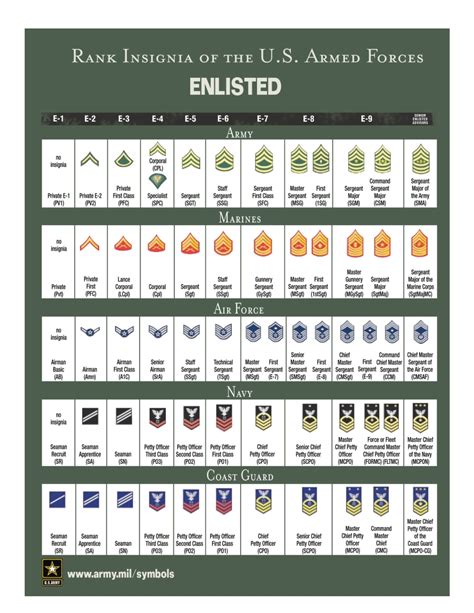 RANK INSIGNIA OF THE U.S. ARMED FORCES
ENLISTED
E-1 E-2 E-3 E-4 E-5 E-6 E-7 E-8 E-9 SENIOR ENLISTED ADVISORS
ARMY
no insignia
Corporal (CPL)
Private E-1 (PV1)
Private E-2 (PV2)
Private First Class (PFC)
Specialist (SPC)
Sergeant (SGT)
Staff Sergeant (SSG)
Sergeant First Class (SFC)
Master Sergeant (MSG)
First Sergeant (1SG)
Sergeant Major (SGM)
Command Sergeant Major (CSM)
Sergeant Major of the Army (SMA)
MARINES
no insignia
Private (Pvt)
Private First Class (PFC)
Lance Corporal (LCpl)
Corporal (Cpl)
Sergeant (Sgt)
Staff Sergeant (SSgt)
Gunnery Sergeant (GySgt)
Master Sergeant (MSgt)
First Sergeant (1stSgt)
Master Gunnery Sergeant (MGySgt)
Sergeant Major (SgtMaj)
Sergeant Major of the Marine Corps (SgtMajMC)
AIR FORCE
no insignia
Airman Basic (AB)
Airman (Amn)
Airman First Class (A1C)
Senior Airman (SrA)
Staff Sergeant (SSgt)
Technical Sergeant (TSgt)
Master Sergeant (MSgt)
First Sergeant (E-7)
Senior Master Sergeant (SMSgt)
First Sergeant (E-8)
Chief Master Sergeant (CMSgt)
First Sergeant (E-9)
Command Chief Master Sergeant (CCM)
Chief Master Sergeant of the Air Force (CMSAF)
NAVY
no insignia
Seaman Recruit (SR)
Seaman Apprentice (SA)
Seaman (SN)
Petty Officer Third Class (PO3)
Petty Officer Second Class (PO2)
Petty Officer First Class (PO1)
Chief Petty Officer (CPO)
Senior Chief Petty Officer (SCPO)
Master Chief Petty Officer (MCPO)
Force or Fleet Command Master Chief Petty Officer (FORMC) (FLTMC)
Master Chief Petty Officer of the Navy (MCPON)
COAST GUARD
Seaman Recruit (SR)
Seaman Apprentice (SA)
Seaman (SN)
Petty Officer Third Class (PO3)
Petty Officer Second Class (PO2)
Petty Officer First Class (PO1)
Chief Petty Officer (CPO)
Senior Chief Petty Officer (SCPO)
Master Chief Petty Officer (MCPO)
Command Master Chief (CMC)
Master Chief Petty Officer of the Coast Guard (MCPO-CG)
U.S.ARMY
www.army.mil/symbols